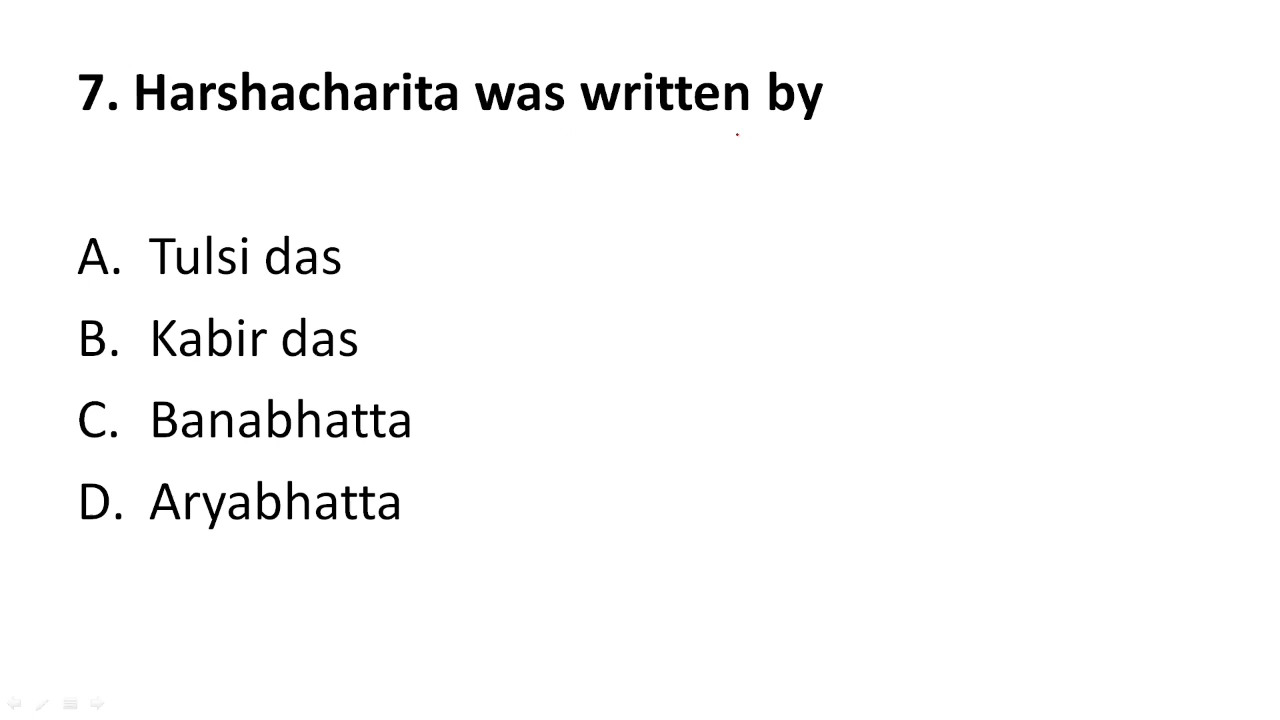 7. Harshacharita was written by
A. Tulsi das
B. Kabir das
C. Banabhatta
D. Aryabhatta